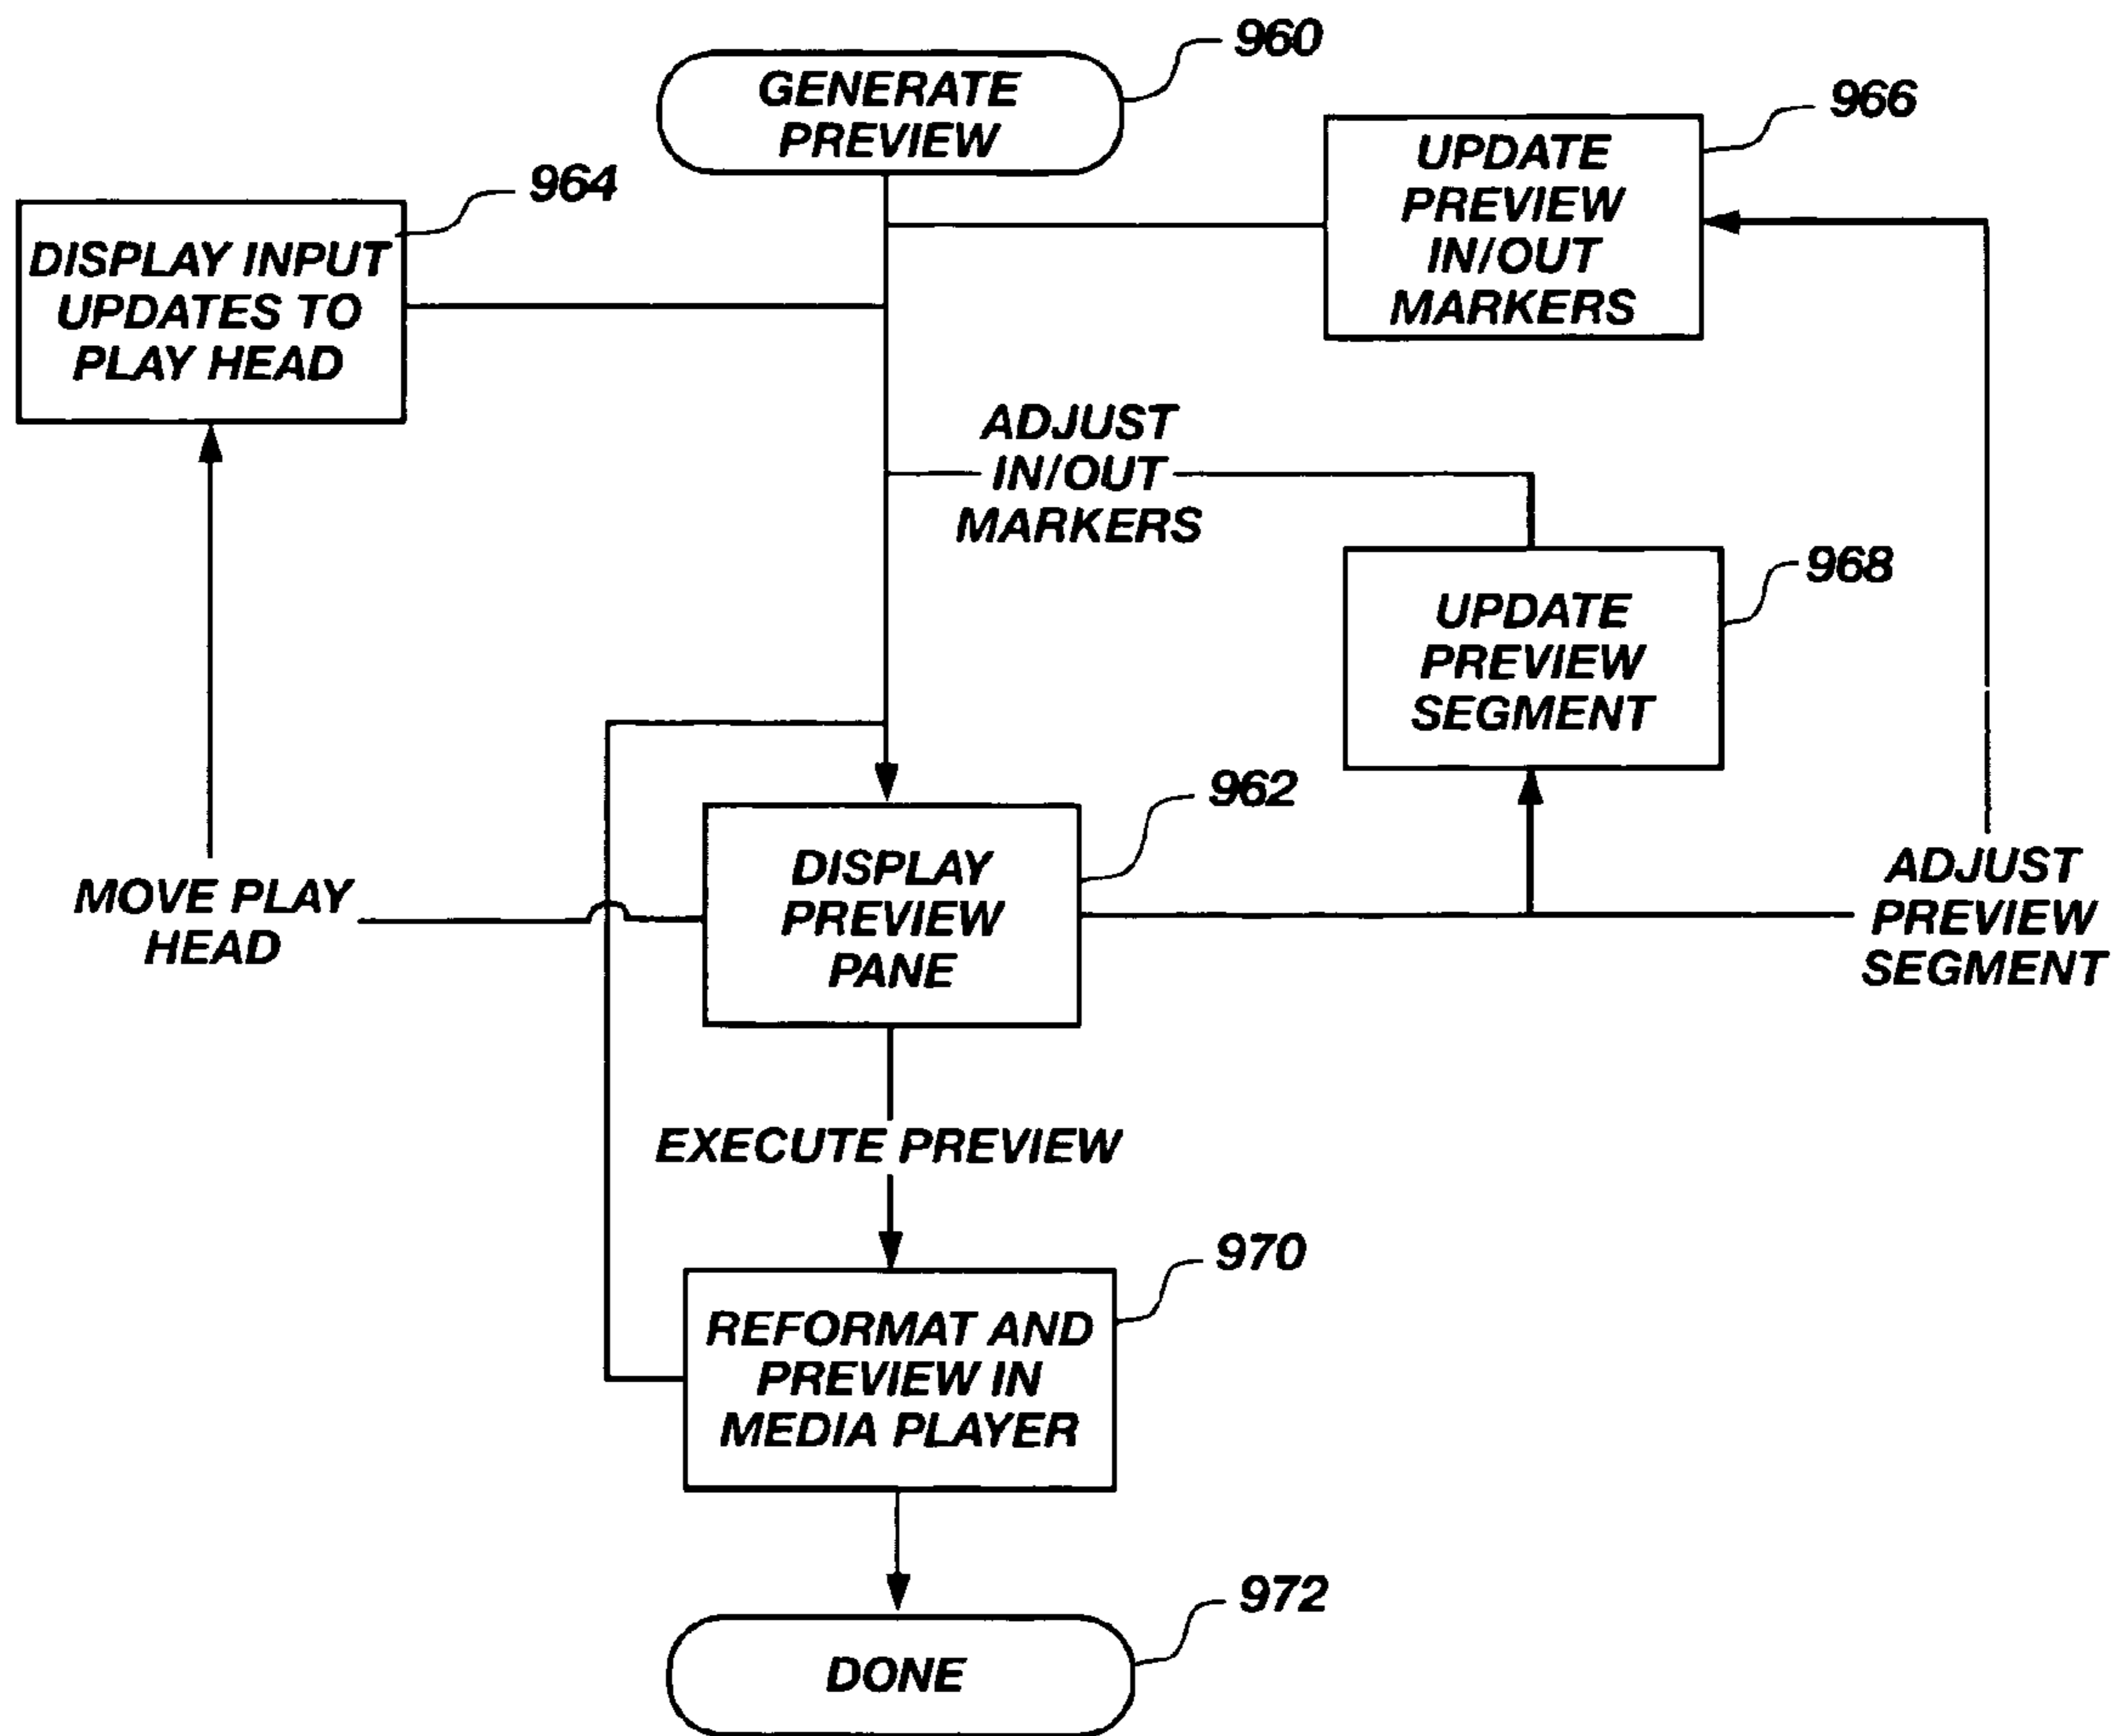 960
GENERATE
PREVIEW
966
UPDATE
PREVIEW
IN/OUT
MARKERS
964
DISPLAY INPUT
UPDATES TO
PLAY HEAD
ADJUST
IN/OUT
MARKERS
968
UPDATE
PREVIEW
SEGMENT
962
DISPLAY
PREVIEW
PANE
MOVE PLAY
HEAD
ADJUST
PREVIEW
SEGMENT
EXECUTE PREVIEW
970
REFORMAT AND
PREVIEW IN
MEDIA PLAYER
972
DONE